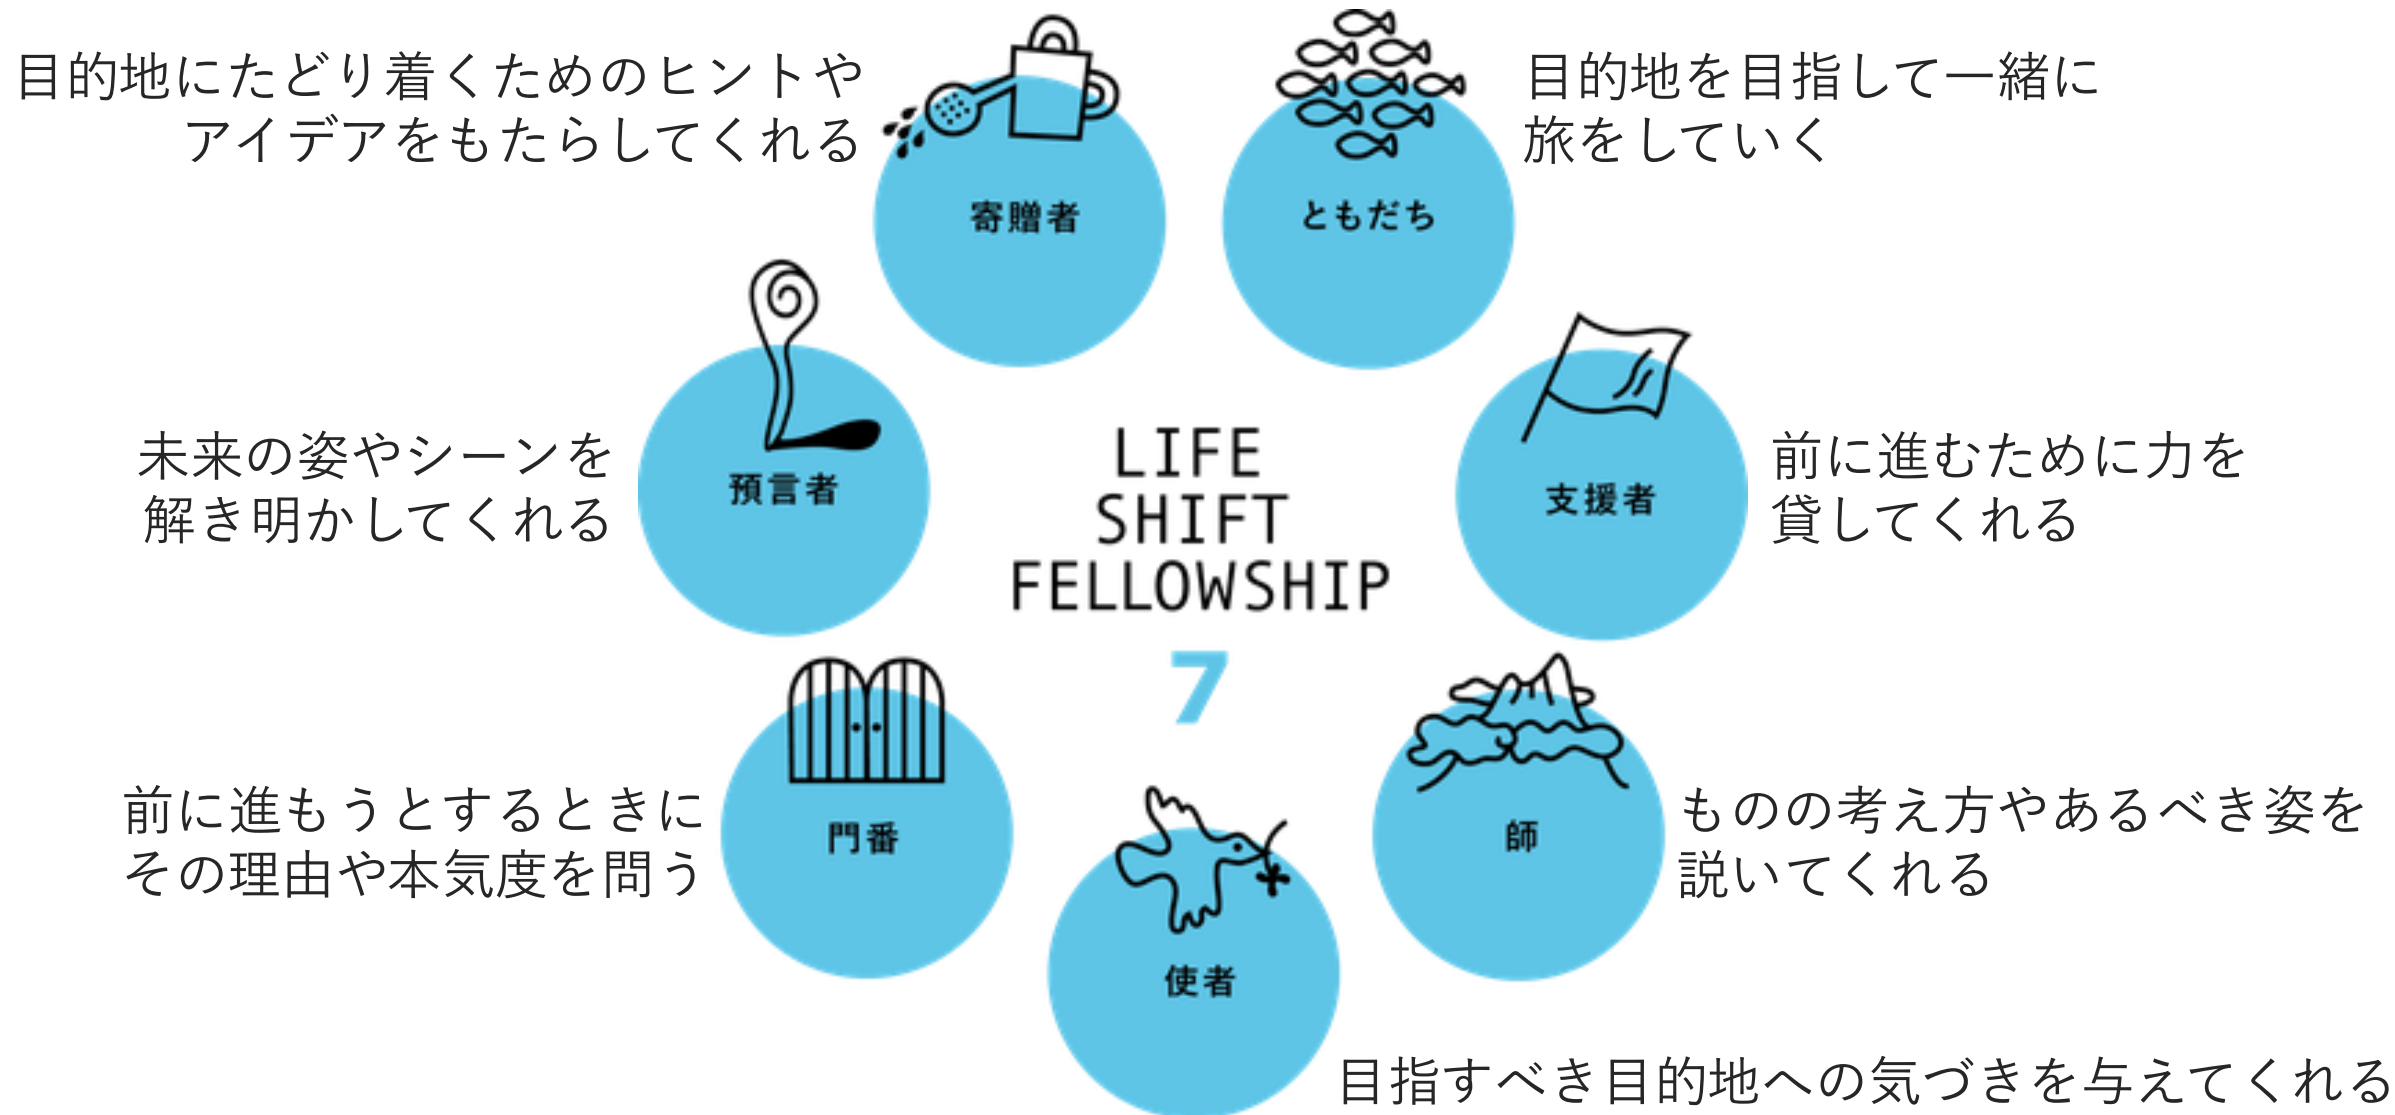 目的地にたどり着くためのヒントや
アイデアをもたらしてくれる
寄贈者
ともだち
目的地を目指して一緒に
旅をしていく
未来の姿やシーンを
解き明かしてくれる
預言者
LIFE
SHIFT
FELLOWSHIP
7
支援者
前に進むために力を
貸してくれる
前に進もうとするときに
その理由や本気度を問う
門番
使者
目指すべき目的地への気づきを与えてくれる
師
ものの考え方やあるべき姿を
説いてくれる